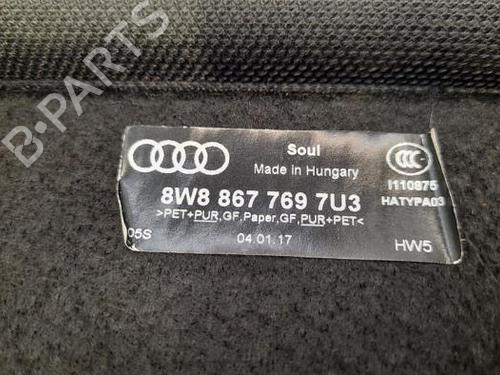 Soul
Made in Hungary
CCC
I110875
HATYPA03
8W8 867 769 7U3
>PET+PUR,GF,Paper,GF,PUR+PET<
05S
04.01.17
HW5
B-PARTS